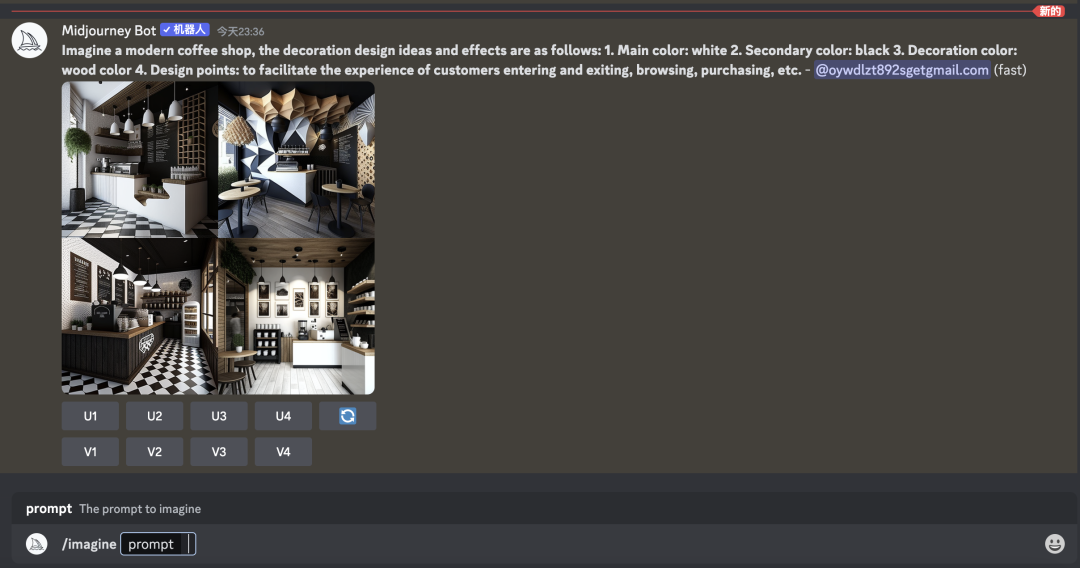 新的
Midjourney Bot ✓机器人 今天23:36
Imagine a modern coffee shop, the decoration design ideas and effects are as follows: 1. Main color: white 2. Secondary color: black 3. Decoration color:
wood color 4. Design points: to facilitate the experience of customers entering and exiting, browsing, purchasing, etc. - @oywdlzt892sgetgmail.com (fast)
U1 U2 U3 U4
V1 V2 V3 V4
prompt The prompt to imagine
/imagine prompt